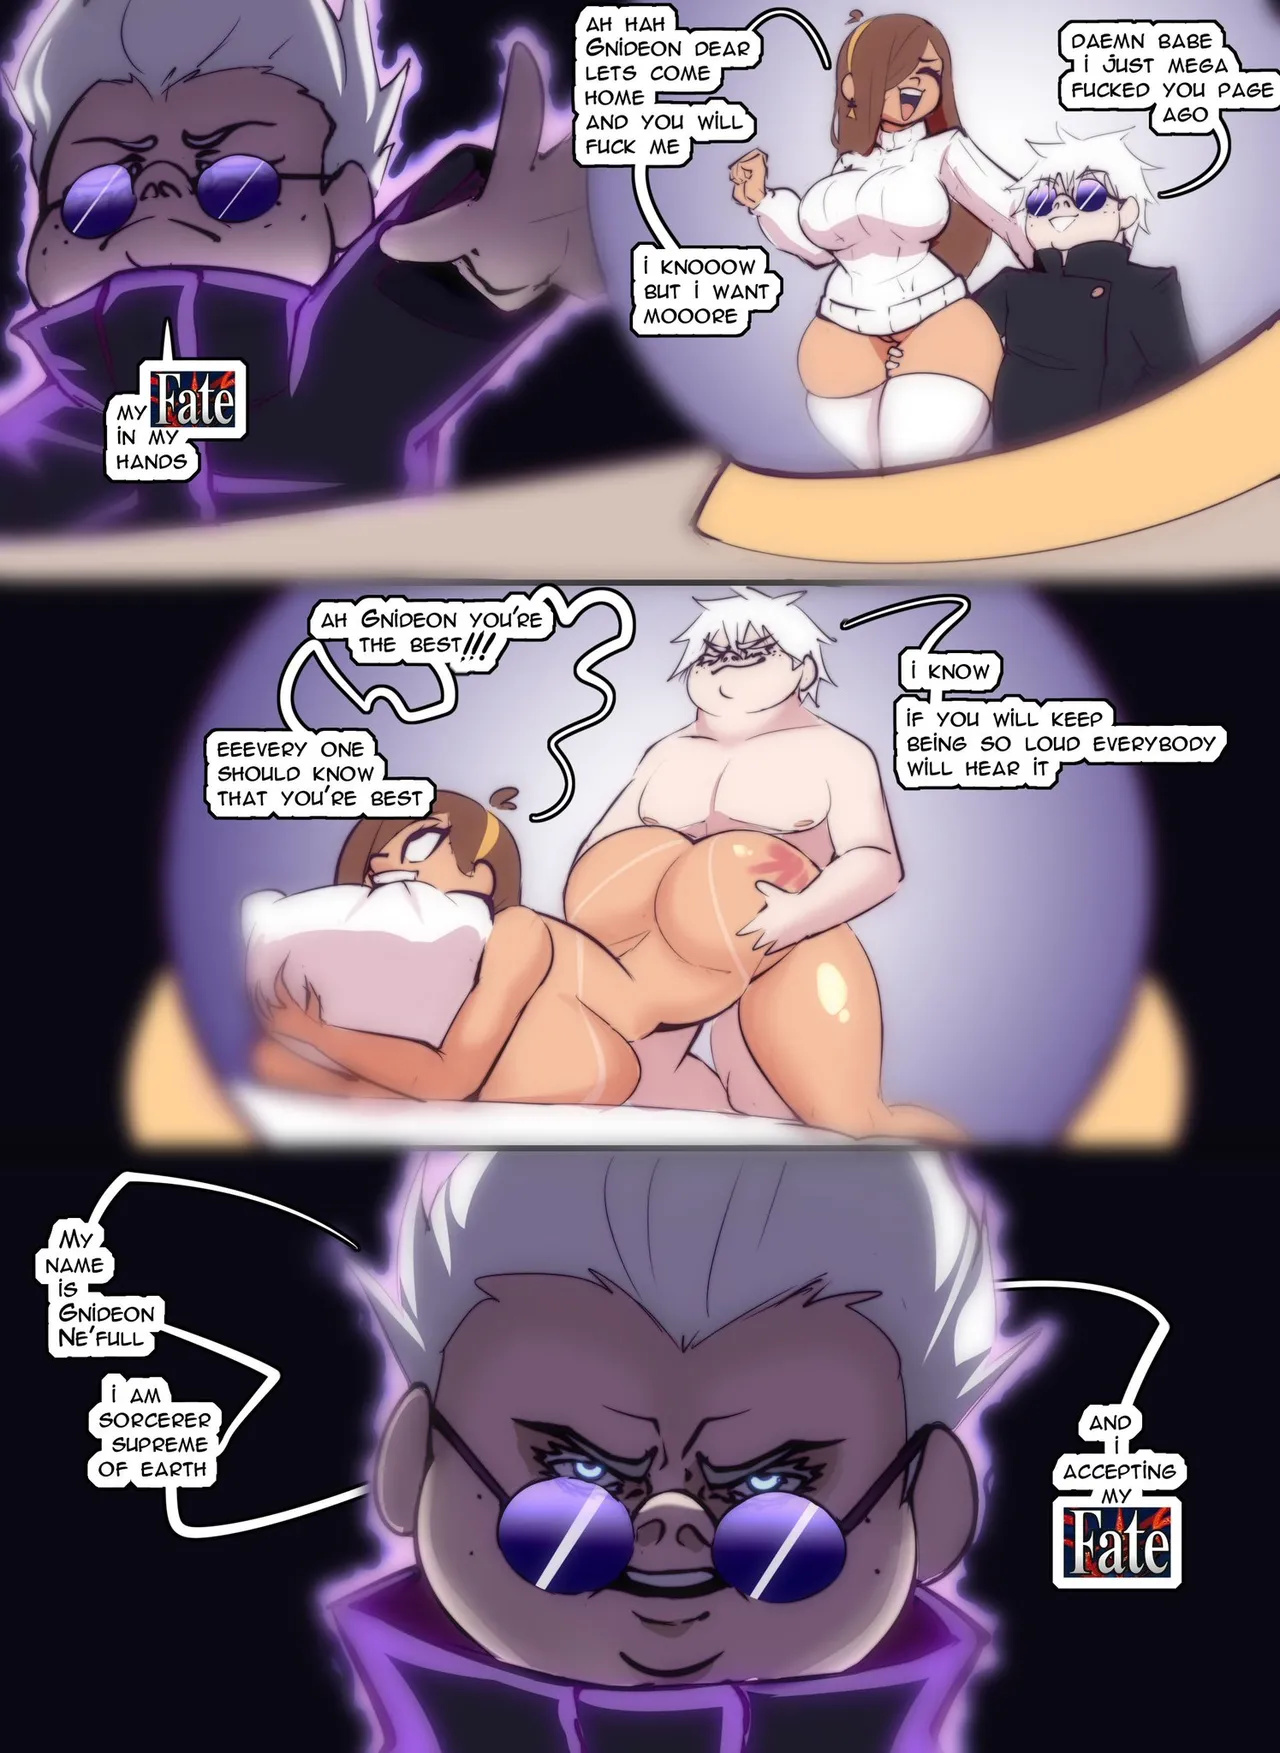 AH HAH
GNIDEON DEAR
LETS COME
HOME
AND YOU WILL
FUCK ME
DAEMN BABE
I JUST MEGA
FUCKED YOU PAGE
AGO
I KNOOOW
BUT I WANT
MOOORE
MY Fate
IN MY
HANDS
AH GNIDEON YOU'RE
THE BEST!!!
EEEVERY ONE
SHOULD KNOW
THAT YOU'RE BEST
I KNOW
IF YOU WILL KEEP
BEING SO LOUD EVERYBODY
WILL HEAR IT
MY
NAME
IS
GNIDEON
NE'FULL
I AM
SORCERER
SUPREME
OF EARTH
AND
I
ACCEPTING
MY
Fate